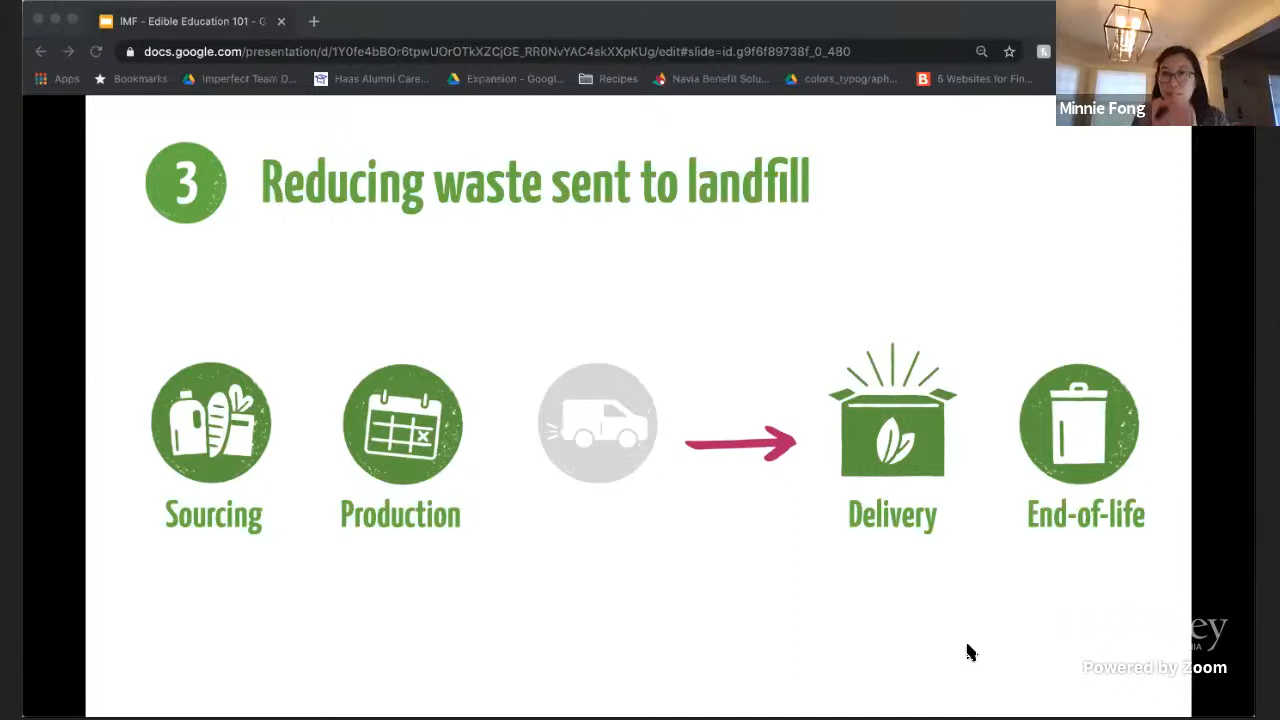 IMF - Edible Education 101 - G
docs.google.com/presentation/d/1Y0fe4bBOr6tpwUOrOTkXZCjGE_RR0NvYAC4skXXpKUg/edit#slide=id.g9f6f89738f_0_480
Apps Bookmarks Imperfect Team D... Haas Alumni Care... Expansion - Googl... Recipes Navia Benefit Solu... colors_typograph... B 6 Websites for Fin...
Minnie Fong
3 Reducing waste sent to landfill
Sourcing Production Delivery End-of-life
Powered by Zoom